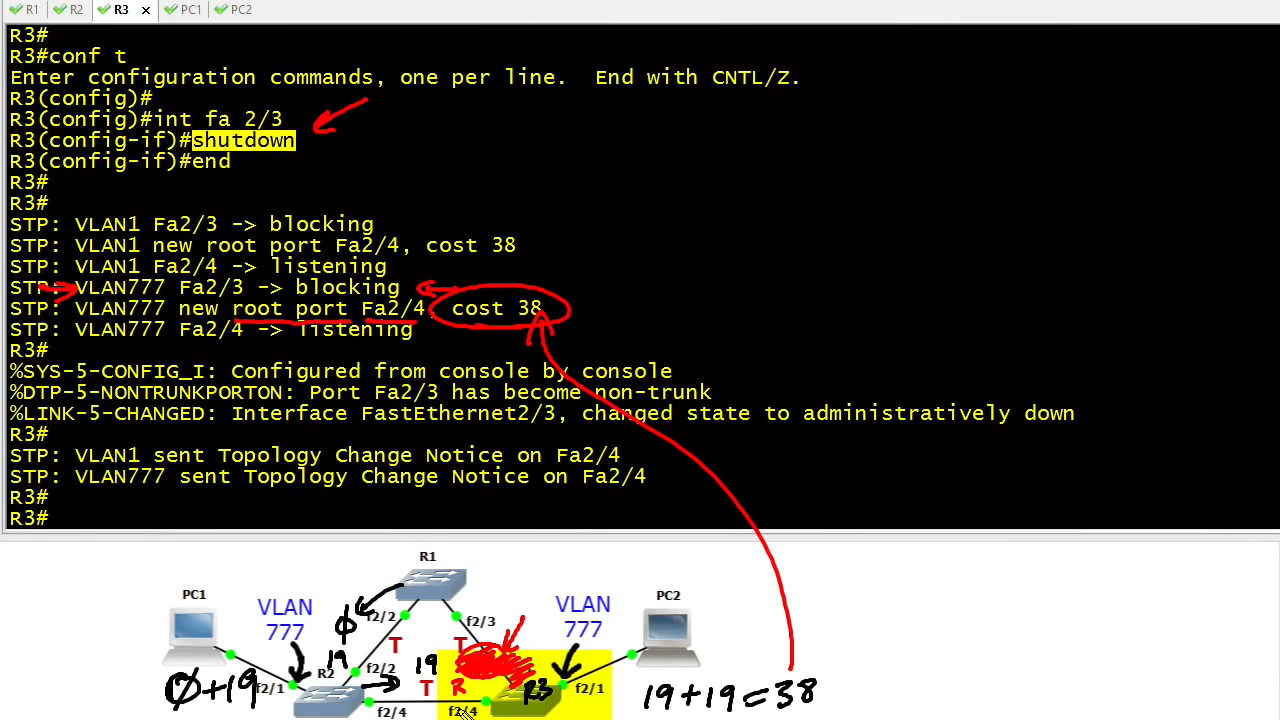 R1 R2 R3 PC1 PC2
R3#
R3#conf t
Enter configuration commands, one per line.  End with CNTL/Z.
R3(config)#
R3(config)#int fa 2/3
R3(config-if)#shutdown
R3(config-if)#end
R3#
R3#
STP: VLAN1 Fa2/3 -> blocking
STP: VLAN1 new root port Fa2/4, cost 38
STP: VLAN1 Fa2/4 -> listening
STP: VLAN777 Fa2/3 -> blocking
STP: VLAN777 new root port Fa2/4, cost 38
STP: VLAN777 Fa2/4 -> listening
R3#
%SYS-5-CONFIG_I: Configured from console by console
%DTP-5-NONTRUNKPORTON: Port Fa2/3 has become non-trunk
%LINK-5-CHANGED: Interface FastEthernet2/3, changed state to administratively down
R3#
STP: VLAN1 sent Topology Change Notice on Fa2/4
STP: VLAN777 sent Topology Change Notice on Fa2/4
R3#
R3#
R1
PC1
PC2
VLAN
777
VLAN
777
f2/2
0
f2/3
T
T
19
f2/2
19
R2
0+19
f2/1
T
R
R3
f2/1
19+19=38
f2/4
f2/4